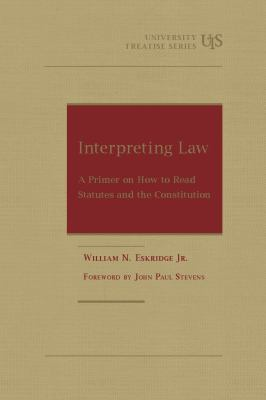 UNIVERSITY
TREATISE SERIES
UTS
Interpreting Law
A Primer on How to Read
Statutes and the Constitution
William N. Eskridge Jr.
Foreword by John Paul Stevens